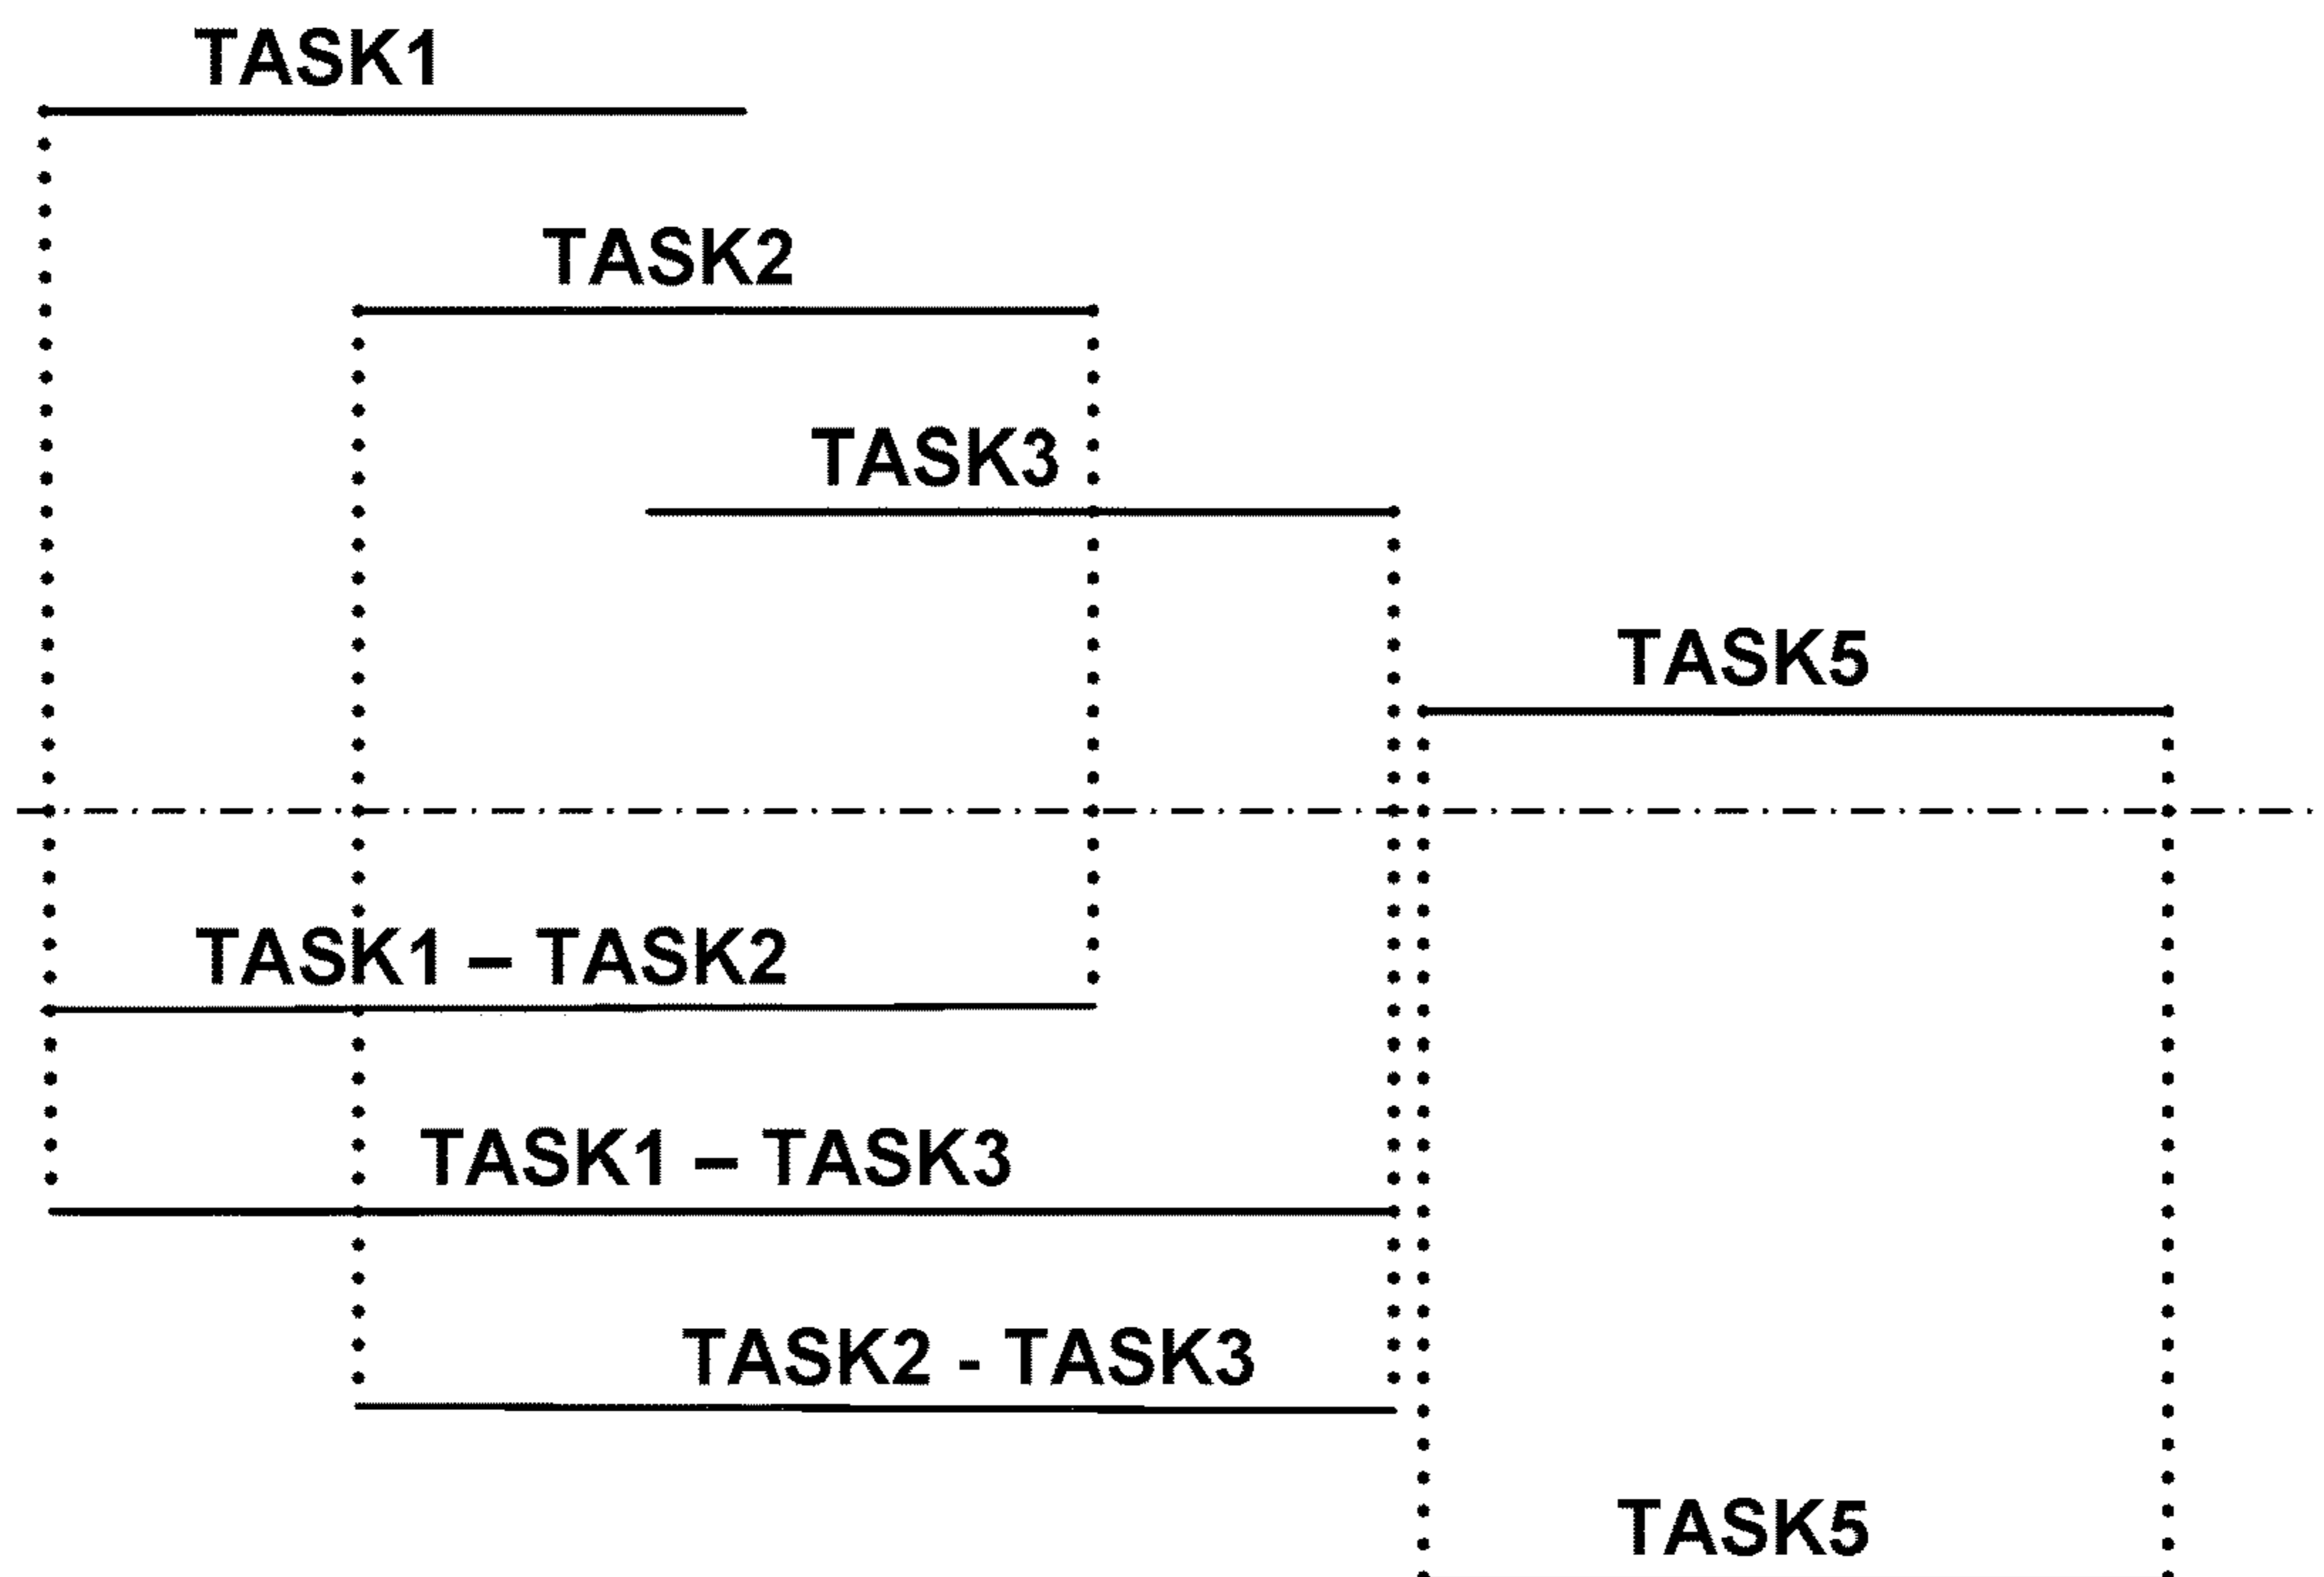 TASK1
TASK2
TASK3
TASK5
TASK1 – TASK2
TASK1 – TASK3
TASK2 - TASK3
TASK5